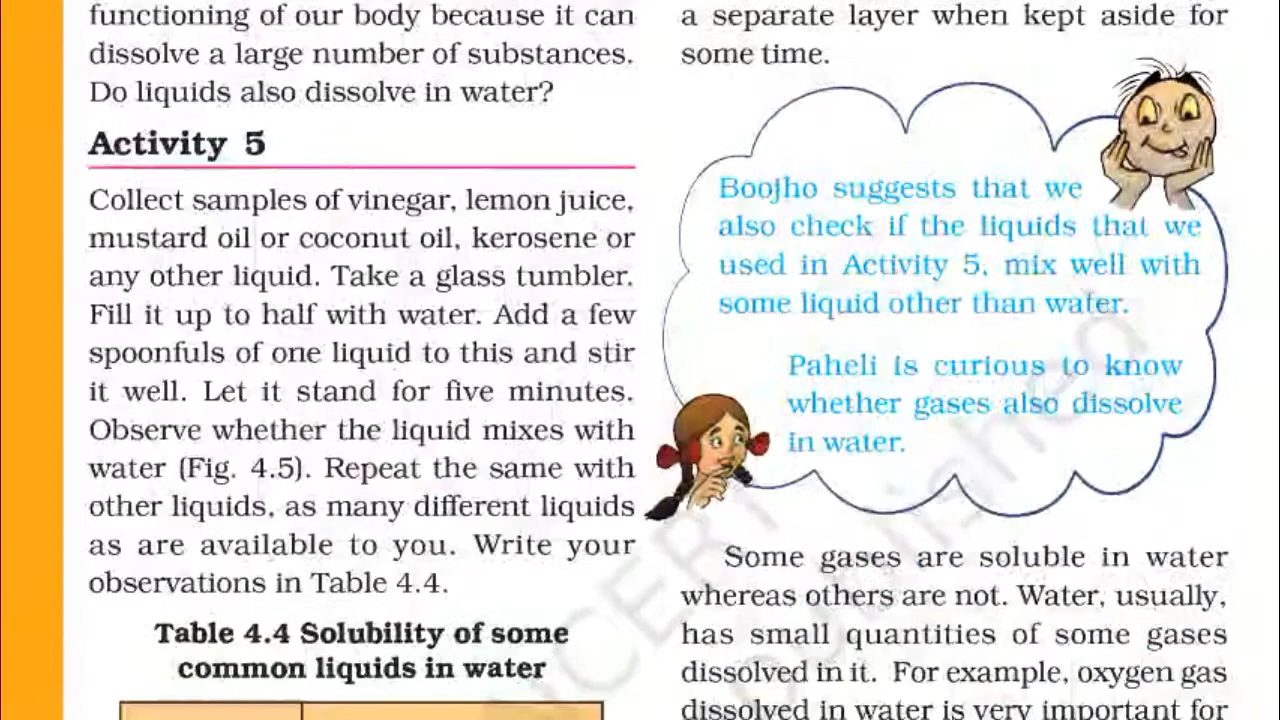 functioning of our body because it can
dissolve a large number of substances.
Do liquids also dissolve in water?
Activity 5
Collect samples of vinegar, lemon juice,
mustard oil or coconut oil, kerosene or
any other liquid. Take a glass tumbler.
Fill it up to half with water. Add a few
spoonfuls of one liquid to this and stir
it well. Let it stand for five minutes.
Observe whether the liquid mixes with
water (Fig. 4.5). Repeat the same with
other liquids, as many different liquids
as are available to you. Write your
observations in Table 4.4.
Table 4.4 Solubility of some
common liquids in water
a separate layer when kept aside for
some time.
Boojho suggests that we
also check if the liquids that we
used in Activity 5, mix well with
some liquid other than water.
Paheli is curious to know
whether gases also dissolve
in water.
Some gases are soluble in water
whereas others are not. Water, usually,
has small quantities of some gases
dissolved in it. For example, oxygen gas
dissolved in water is very important for
NCERT
published